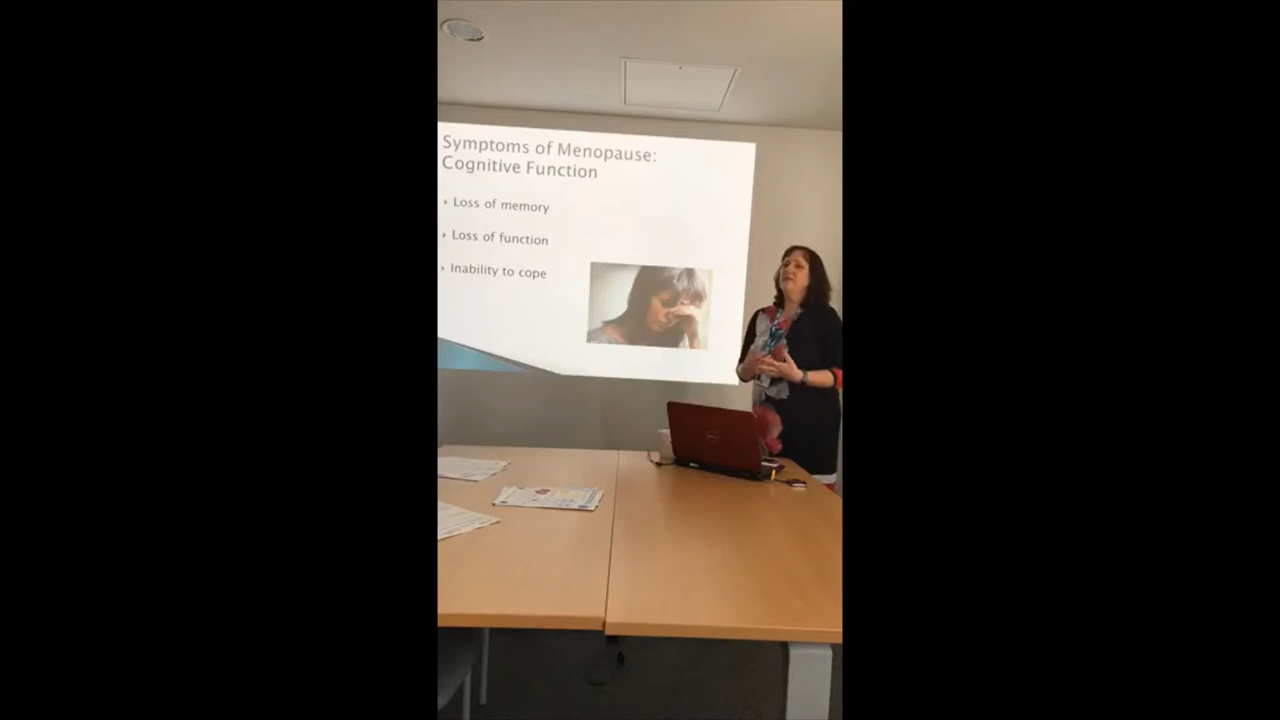 Symptoms of Menopause:
Cognitive Function
Loss of memory
Loss of function
Inability to cope